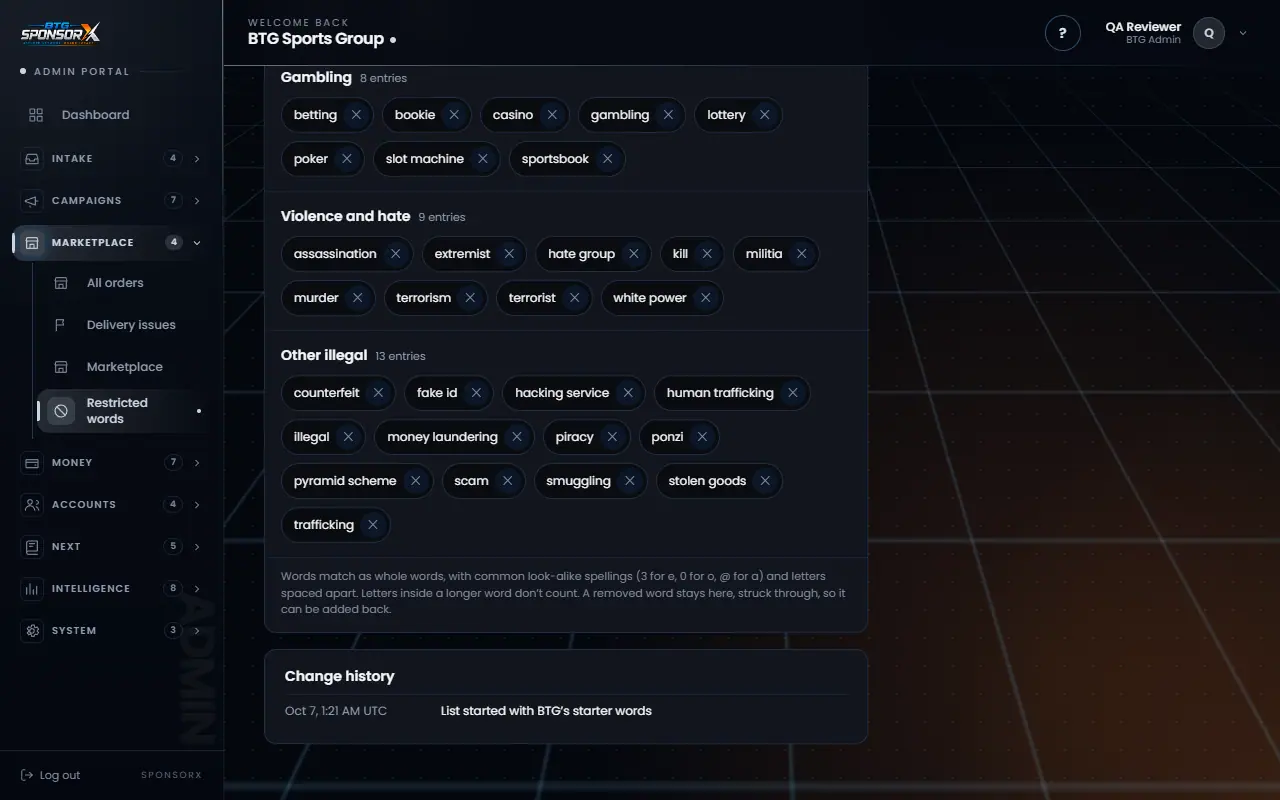 BTG
SPONSORX
WELCOME BACK
BTG Sports Group
?
QA Reviewer
BTG Admin
Q
ADMIN PORTAL
Dashboard
INTAKE 4
CAMPAIGNS 7
MARKETPLACE 4
All orders
Delivery issues
Marketplace
Restricted
words
MONEY 7
ACCOUNTS 4
NEXT 5
INTELLIGENCE 8
SYSTEM 3
ADMIN
Log out SPONSORX
Gambling 8 entries
betting bookie casino gambling lottery
poker slot machine sportsbook
Violence and hate 9 entries
assassination extremist hate group kill militia
murder terrorism terrorist white power
Other illegal 13 entries
counterfeit fake id hacking service human trafficking
illegal money laundering piracy ponzi
pyramid scheme scam smuggling stolen goods
trafficking
Words match as whole words, with common look-alike spellings (3 for e, 0 for o, @ for a) and letters
spaced apart. Letters inside a longer word don't count. A removed word stays here, struck through, so it
can be added back.
Change history
Oct 7, 1:21 AM UTC List started with BTG's starter words